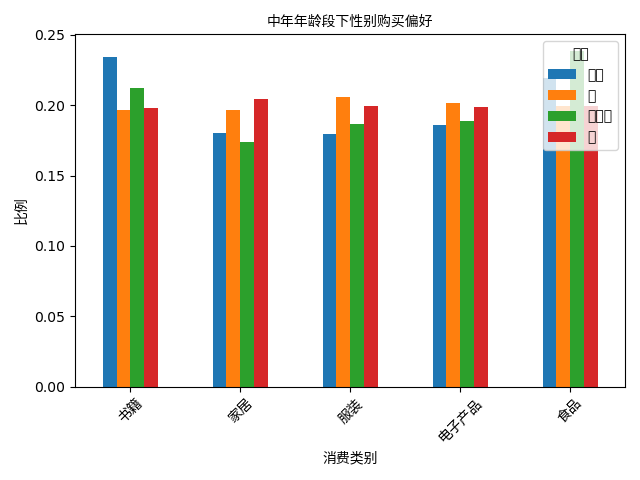 中年年龄段下性别购买偏好
0.25
0.20
0.15
0.10
0.05
0.00
比例
书籍
家居
服装
电子产品
食品
消费类别